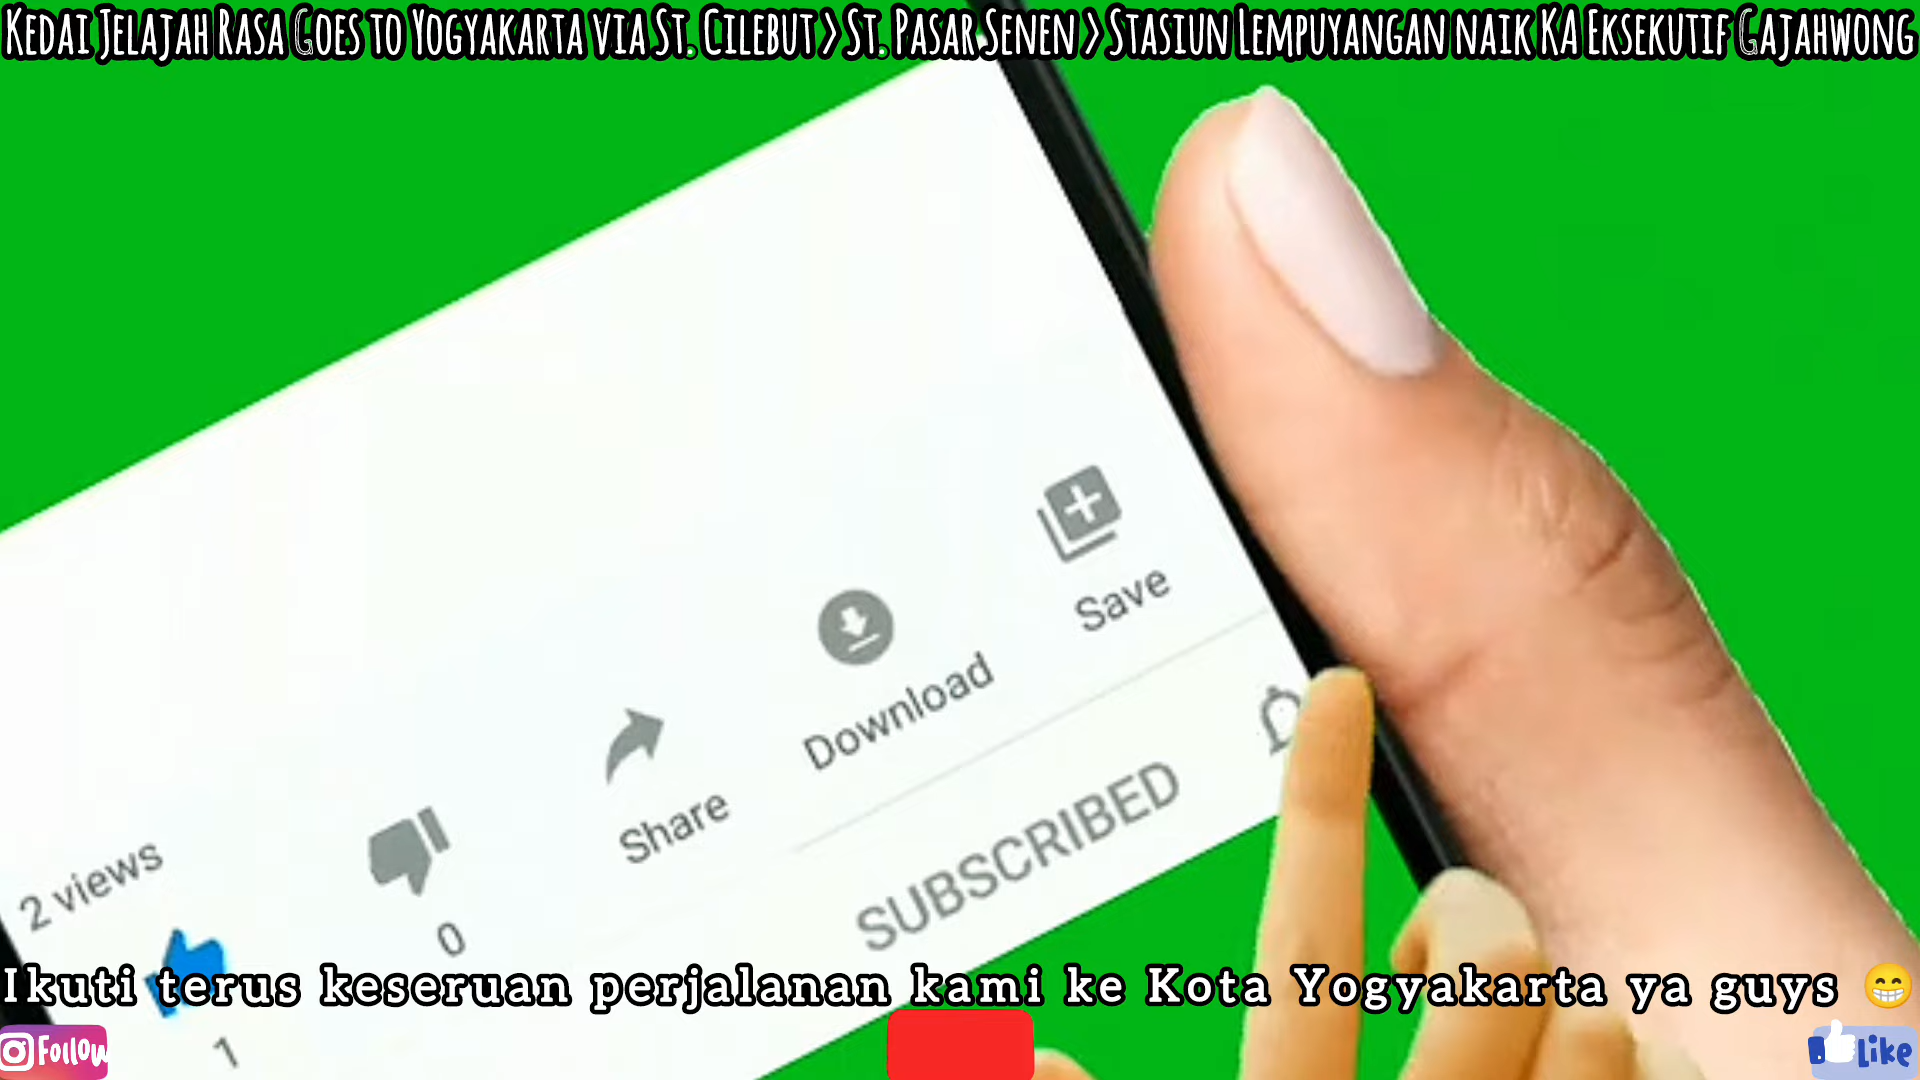 Kedai Jelajah Rasa Goes to Yogyakarta via St. Cilebut > St. Pasar Senen > Stasiun Lempuyangan naik KA Eksekutif Gajahwong
Save
Download
Share
2 views
0
SUBSCRIBED
Ikuti terus keseruan perjalanan kami ke Kota Yogyakarta ya guys 😁
1
Follow
Like